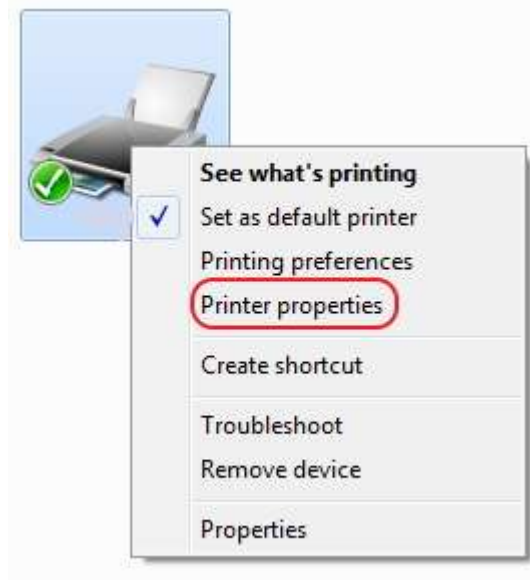 See what's printing
Set as default printer
Printing preferences
Printer properties
Create shortcut
Troubleshoot
Remove device
Properties